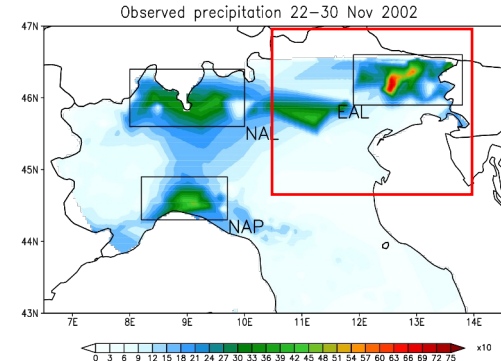 Observed precipitation 22-30 Nov 2002
47N
46N
EAL
NAL
45N
NAP
44N
43N
7E 8E 9E 10E 11E 12E 13E 14E
0 3 6 9 12 15 18 21 24 27 30 33 36 39 42 45 48 51 54 57 60 63 66 69 72 75 x10